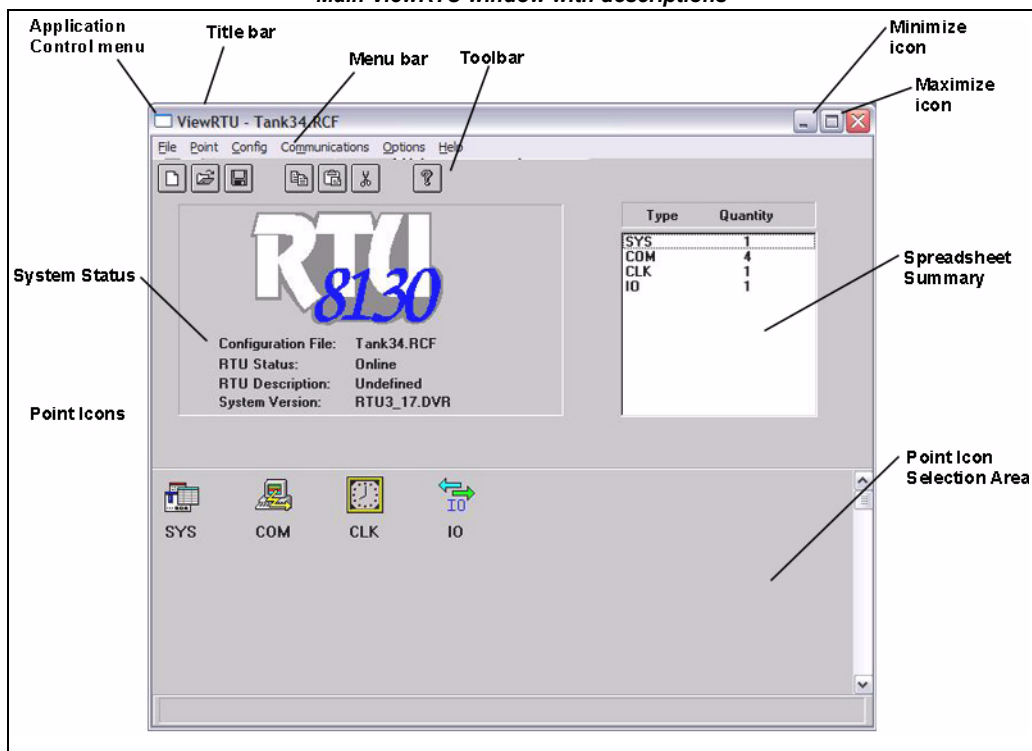 Main ViewRTU window with descriptions
Application
Control menu
Title bar
Menu bar
Toolbar
Minimize
icon
Maximize
icon
ViewRTU - Tank34.RCF
File Point Config Communications Options Help
RTU
8130
Type Quantity
SYS 1
COM 4
CLK 1
IO 1
System Status
Spreadsheet
Summary
Configuration File: Tank34.RCF
RTU Status: Online
RTU Description: Undefined
System Version: RTU3_17.DVR
Point Icons
Point Icon
Selection Area
IO
SYS COM CLK IO